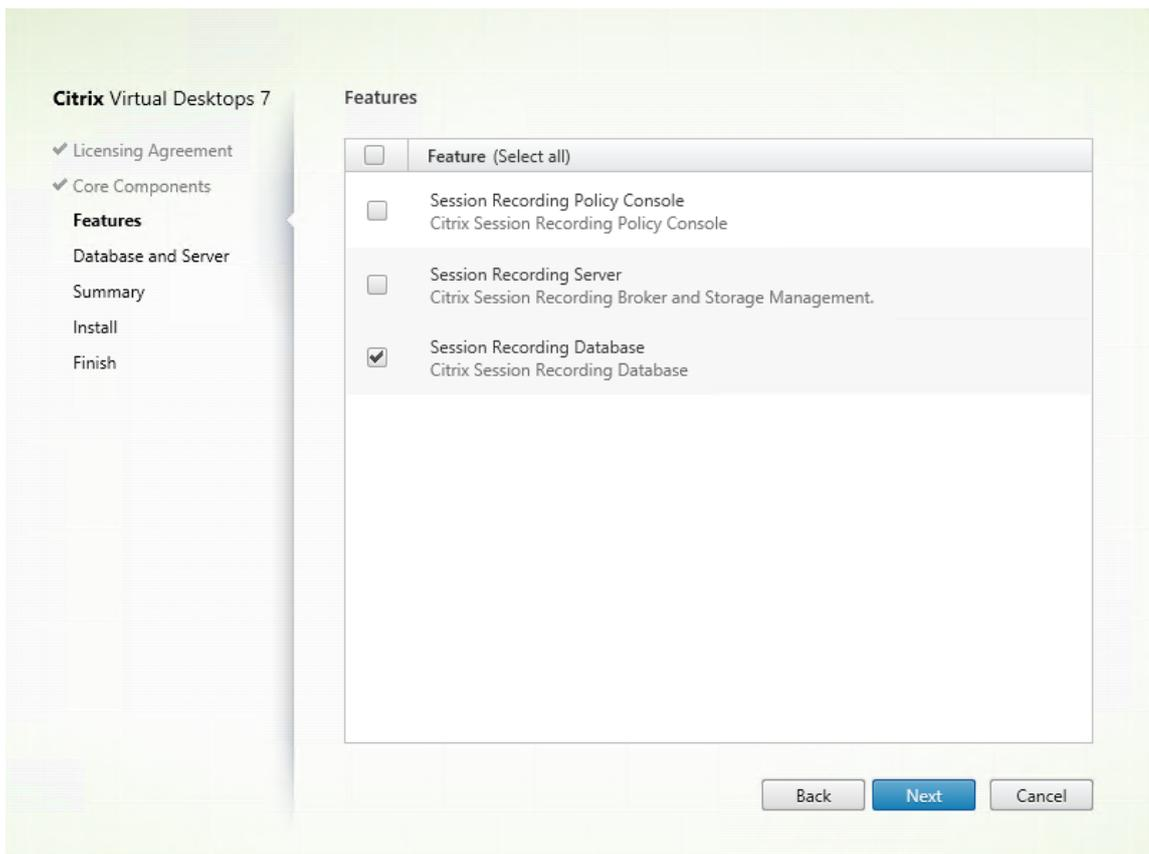 Citrix Virtual Desktops 7
Licensing Agreement
Core Components
Features
Database and Server
Summary
Install
Finish
Features
Feature (Select all)
Session Recording Policy Console
Citrix Session Recording Policy Console
Session Recording Server
Citrix Session Recording Broker and Storage Management.
Session Recording Database
Citrix Session Recording Database
Back
Next
Cancel